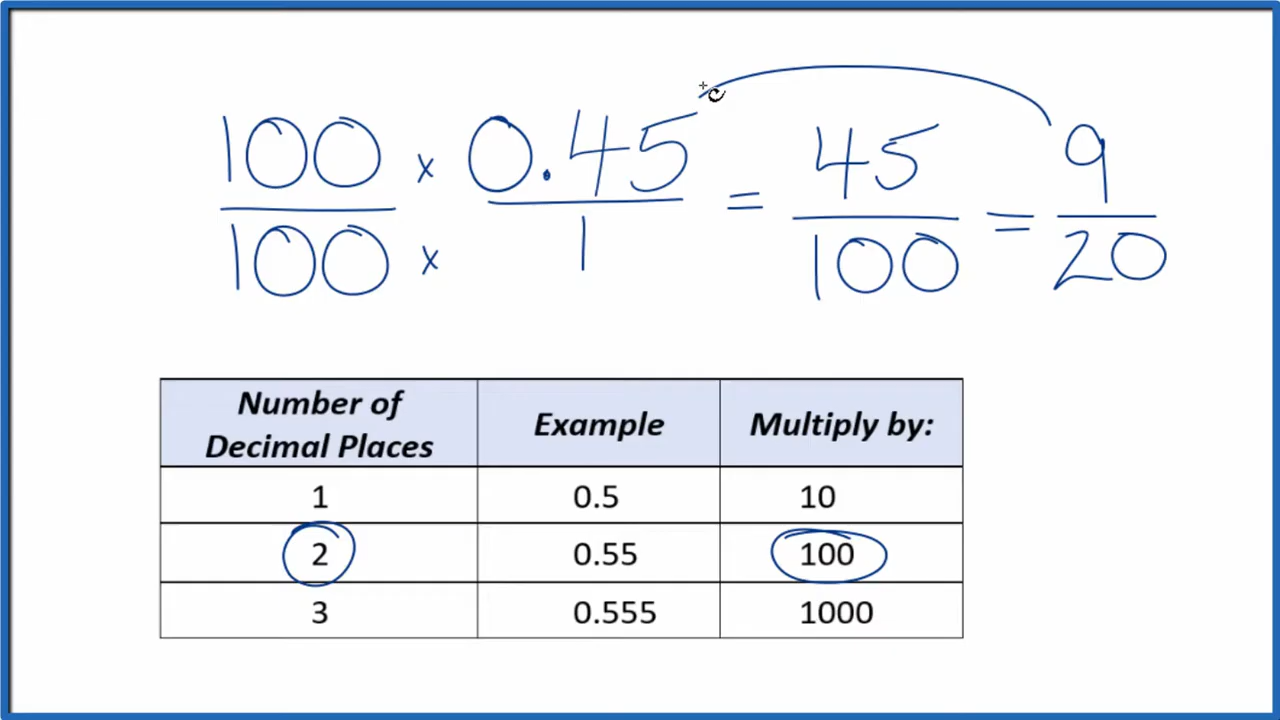 100 × 0.45 = 45 = 9
100 × 1 100 20
Number of Decimal Places Example Multiply by:
1 0.5 10
2 0.55 100
3 0.555 1000